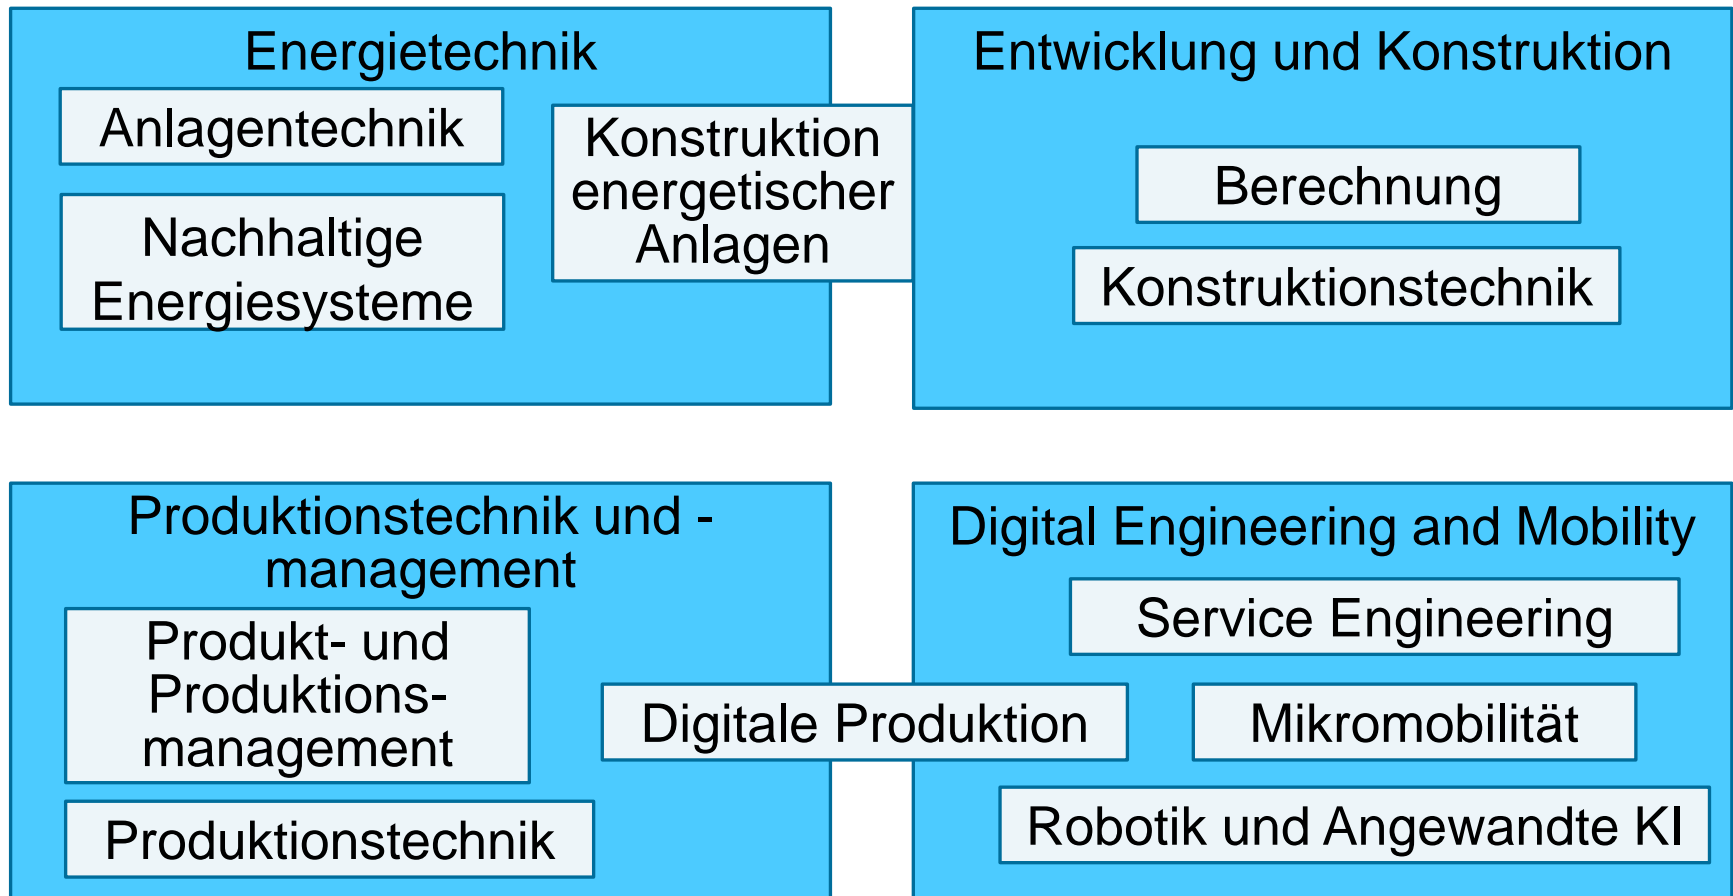 Energietechnik
Anlagentechnik
Nachhaltige
Energiesysteme
Konstruktion
energetischer
Anlagen
Entwicklung und Konstruktion
Berechnung
Konstruktionstechnik
Produktionstechnik und -
management
Produkt- und
Produktions-
management
Produktionstechnik
Digitale Produktion
Digital Engineering and Mobility
Service Engineering
Mikromobilität
Robotik und Angewandte KI